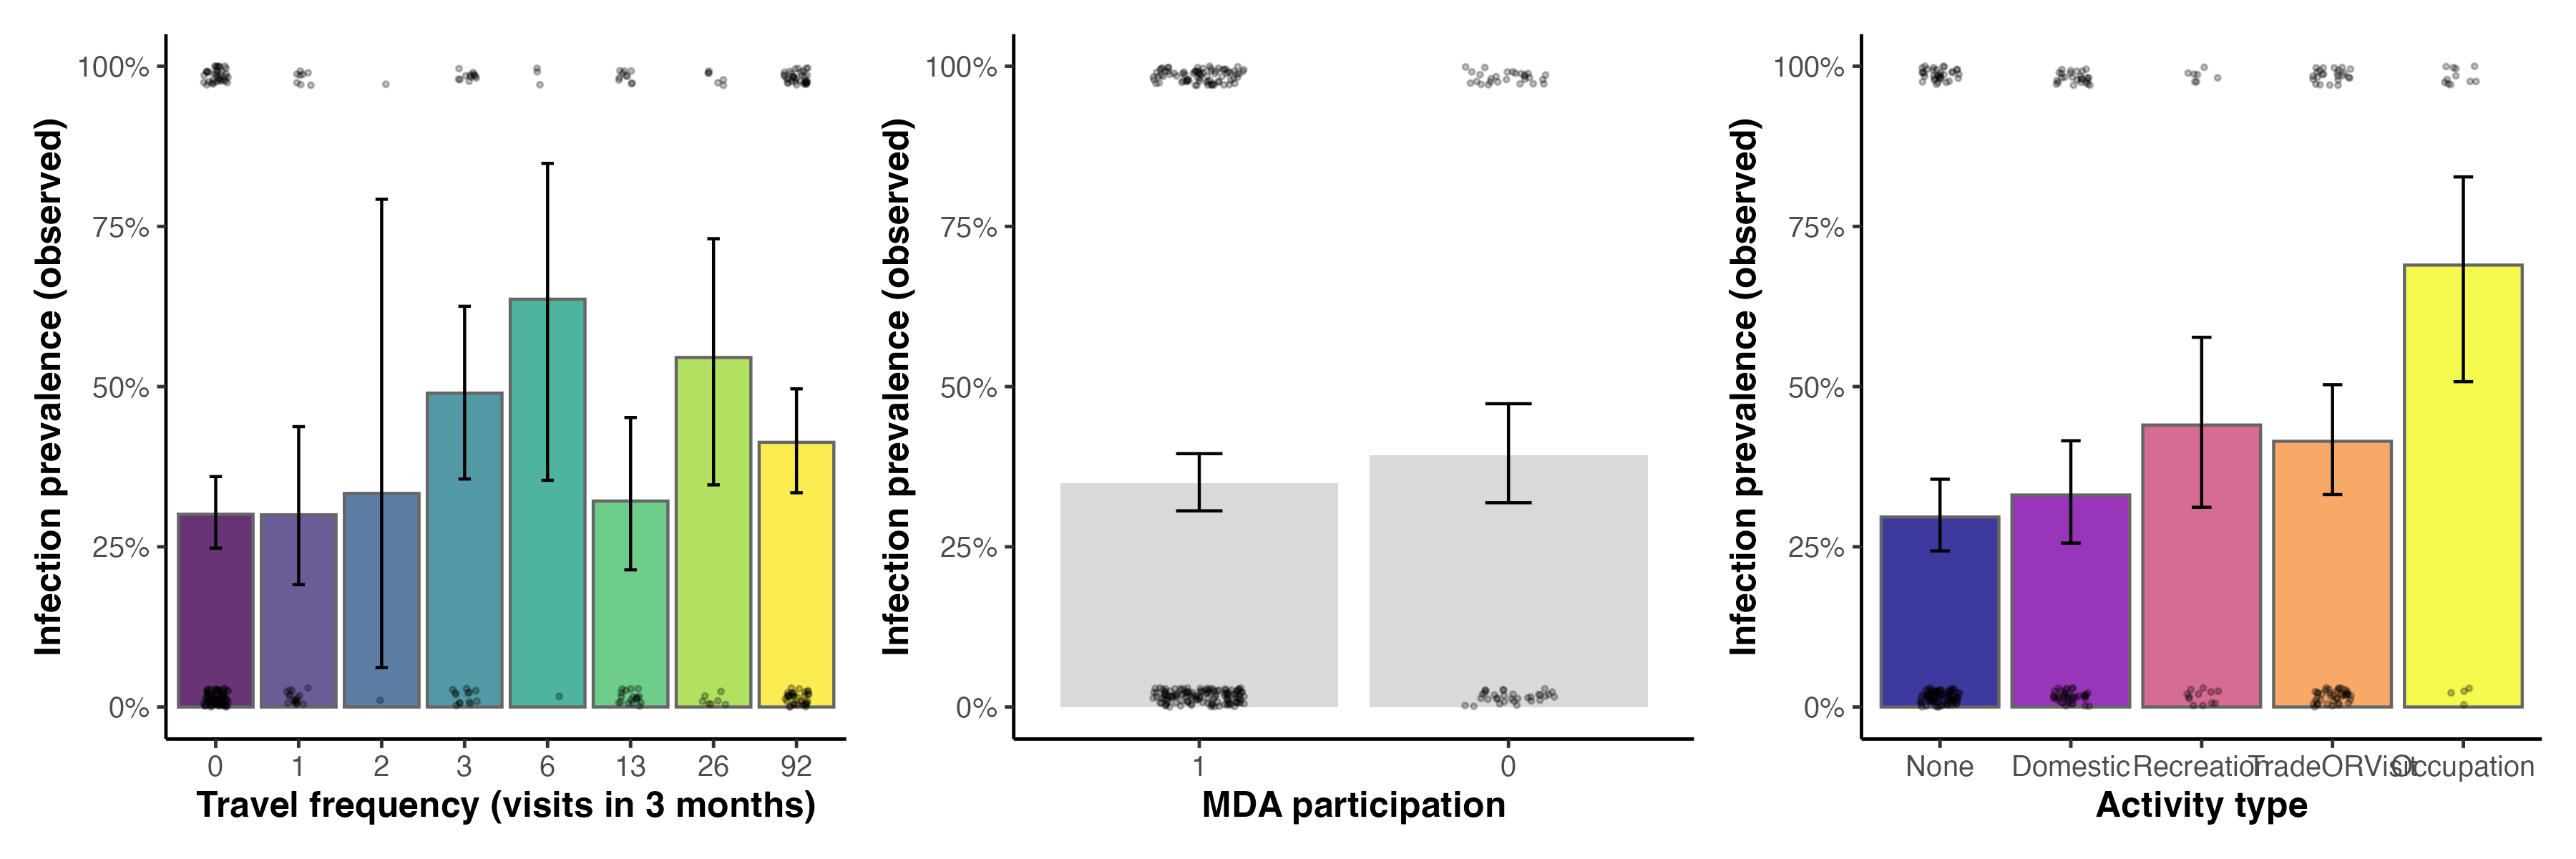 Infection prevalence (observed)
100%
75%
50%
25%
0%
0 1 2 3 6 13 26 92
Travel frequency (visits in 3 months)
Infection prevalence (observed)
100%
75%
50%
25%
0%
1 0
MDA participation
Infection prevalence (observed)
100%
75%
50%
25%
0%
None Domestic Recreation TradeORVisit Occupation
Activity type